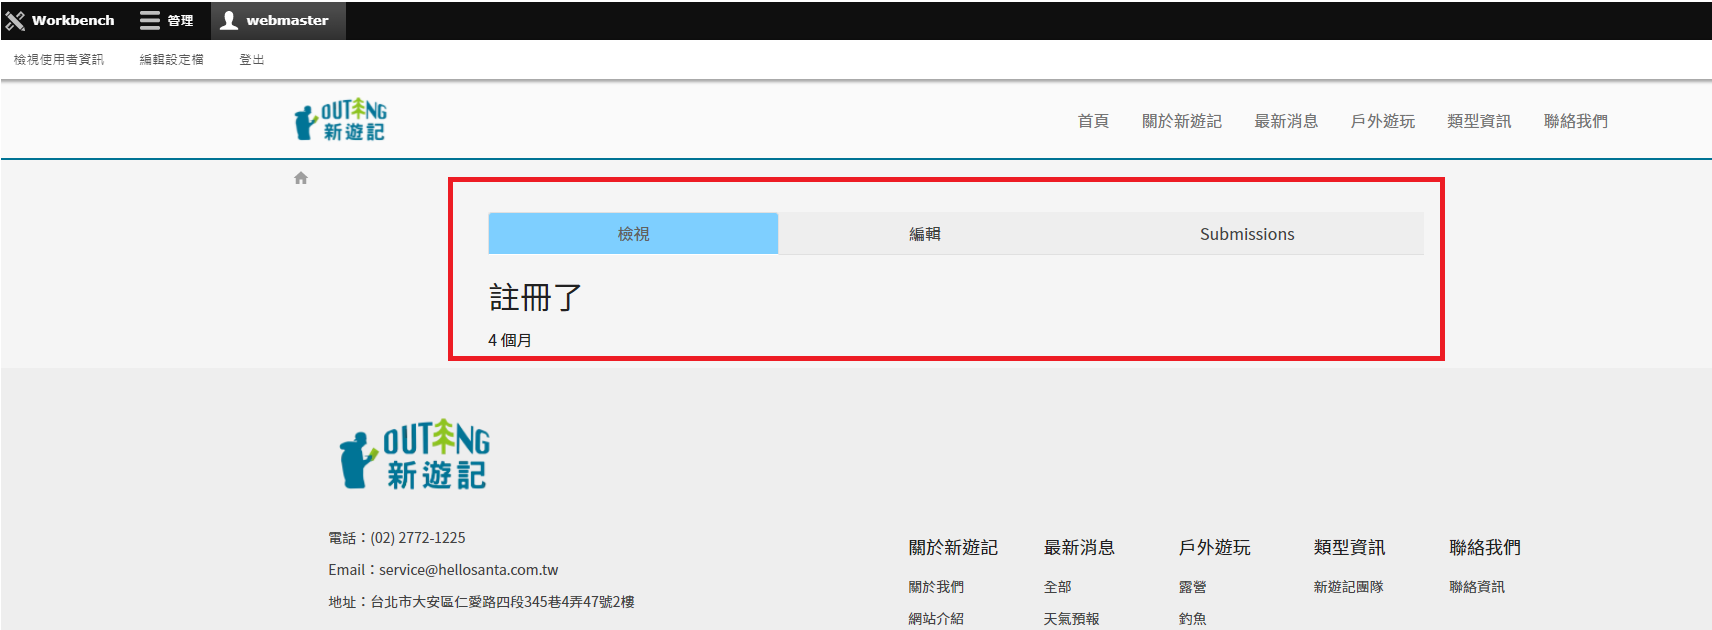 Workbench 管理 webmaster
檢視使用者資訊 編輯設定檔 登出
OUTING
新遊記
首頁 關於新遊記 最新消息 戶外遊玩 類型資訊 聯絡我們
檢視 編輯 Submissions
註冊了
4 個月
OUTING
新遊記
電話：(02) 2772-1225
Email：service@hellosanta.com.tw
地址：台北市大安區仁愛路四段345巷4弄47號2樓
關於新遊記 最新消息 戶外遊玩 類型資訊 聯絡我們
關於我們 全部 露營 新遊記團隊 聯絡資訊
網站介紹 天氣預報 釣魚